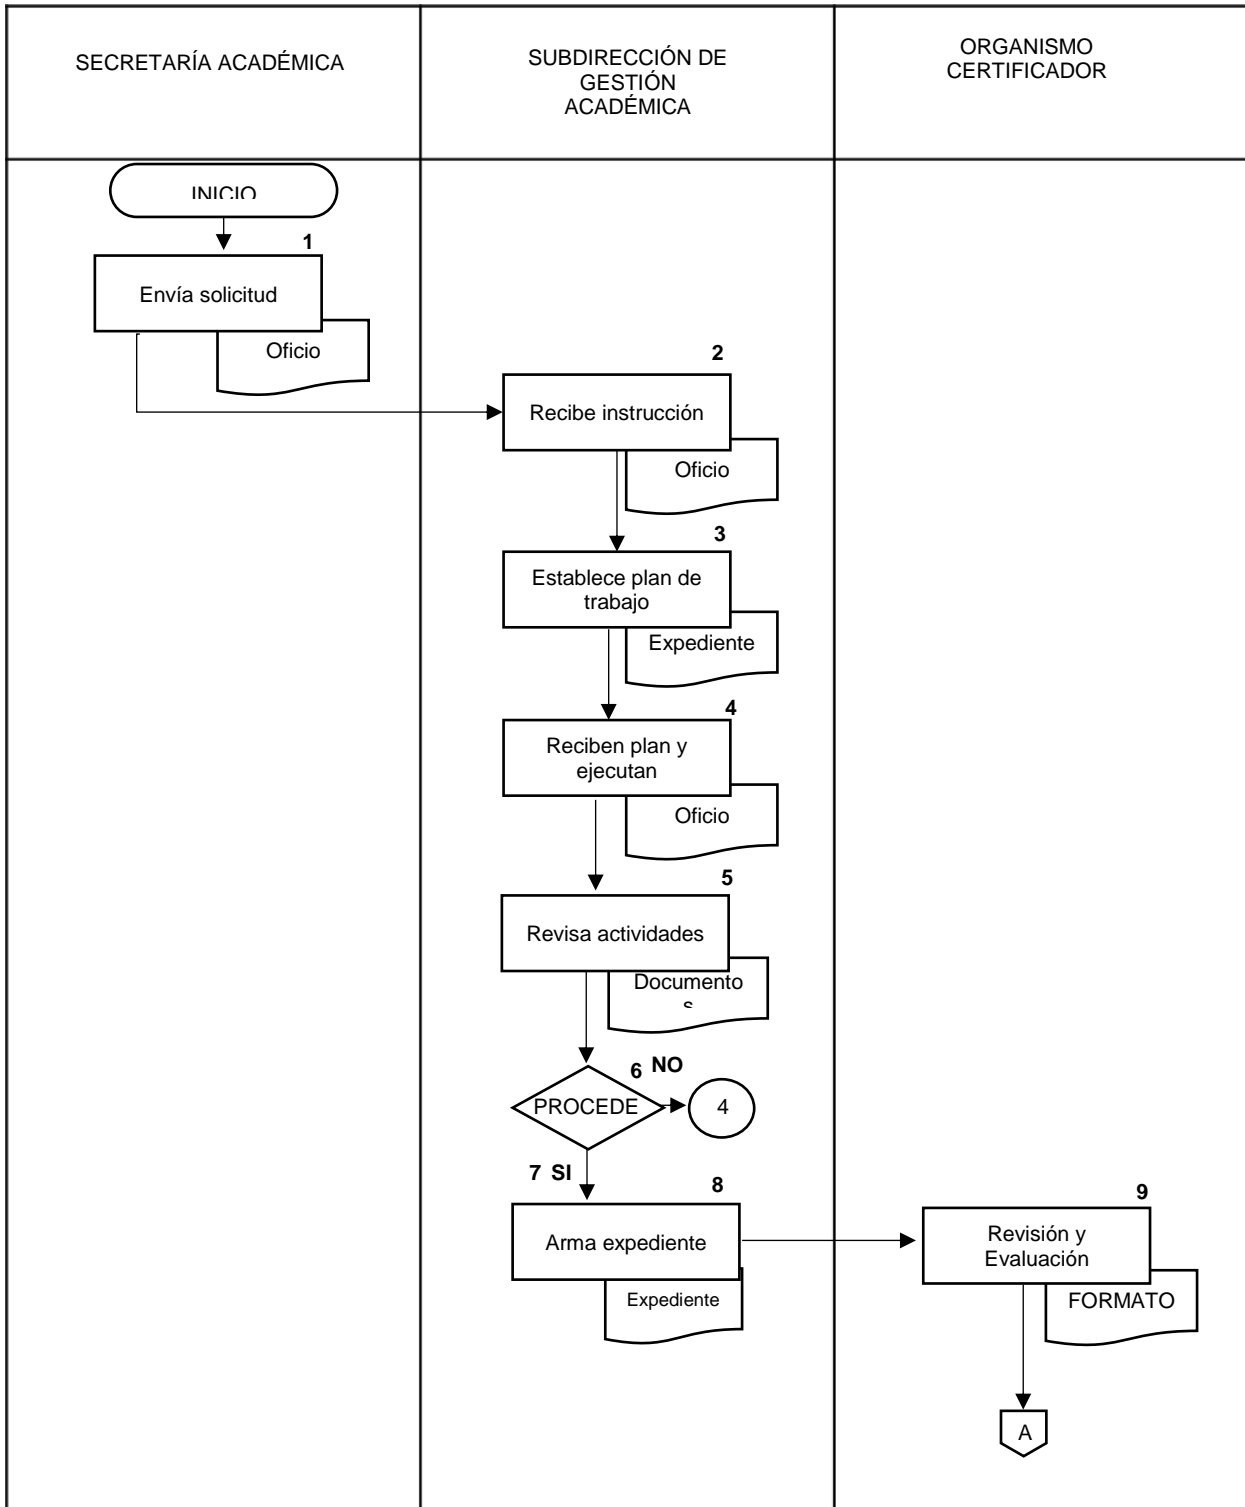 SECRETARÍA ACADÉMICA
SUBDIRECCIÓN DE
GESTIÓN
ACADÉMICA
ORGANISMO
CERTIFICADOR
INICIO
1
Envía solicitud
Oficio
2
Recibe instrucción
Oficio
3
Establece plan de
trabajo
Expediente
4
Reciben plan y
ejecutan
Oficio
5
Revisa actividades
Documento
s
6 NO
PROCEDE
4
7 SI
8
Arma expediente
Expediente
9
Revisión y
Evaluación
FORMATO
A